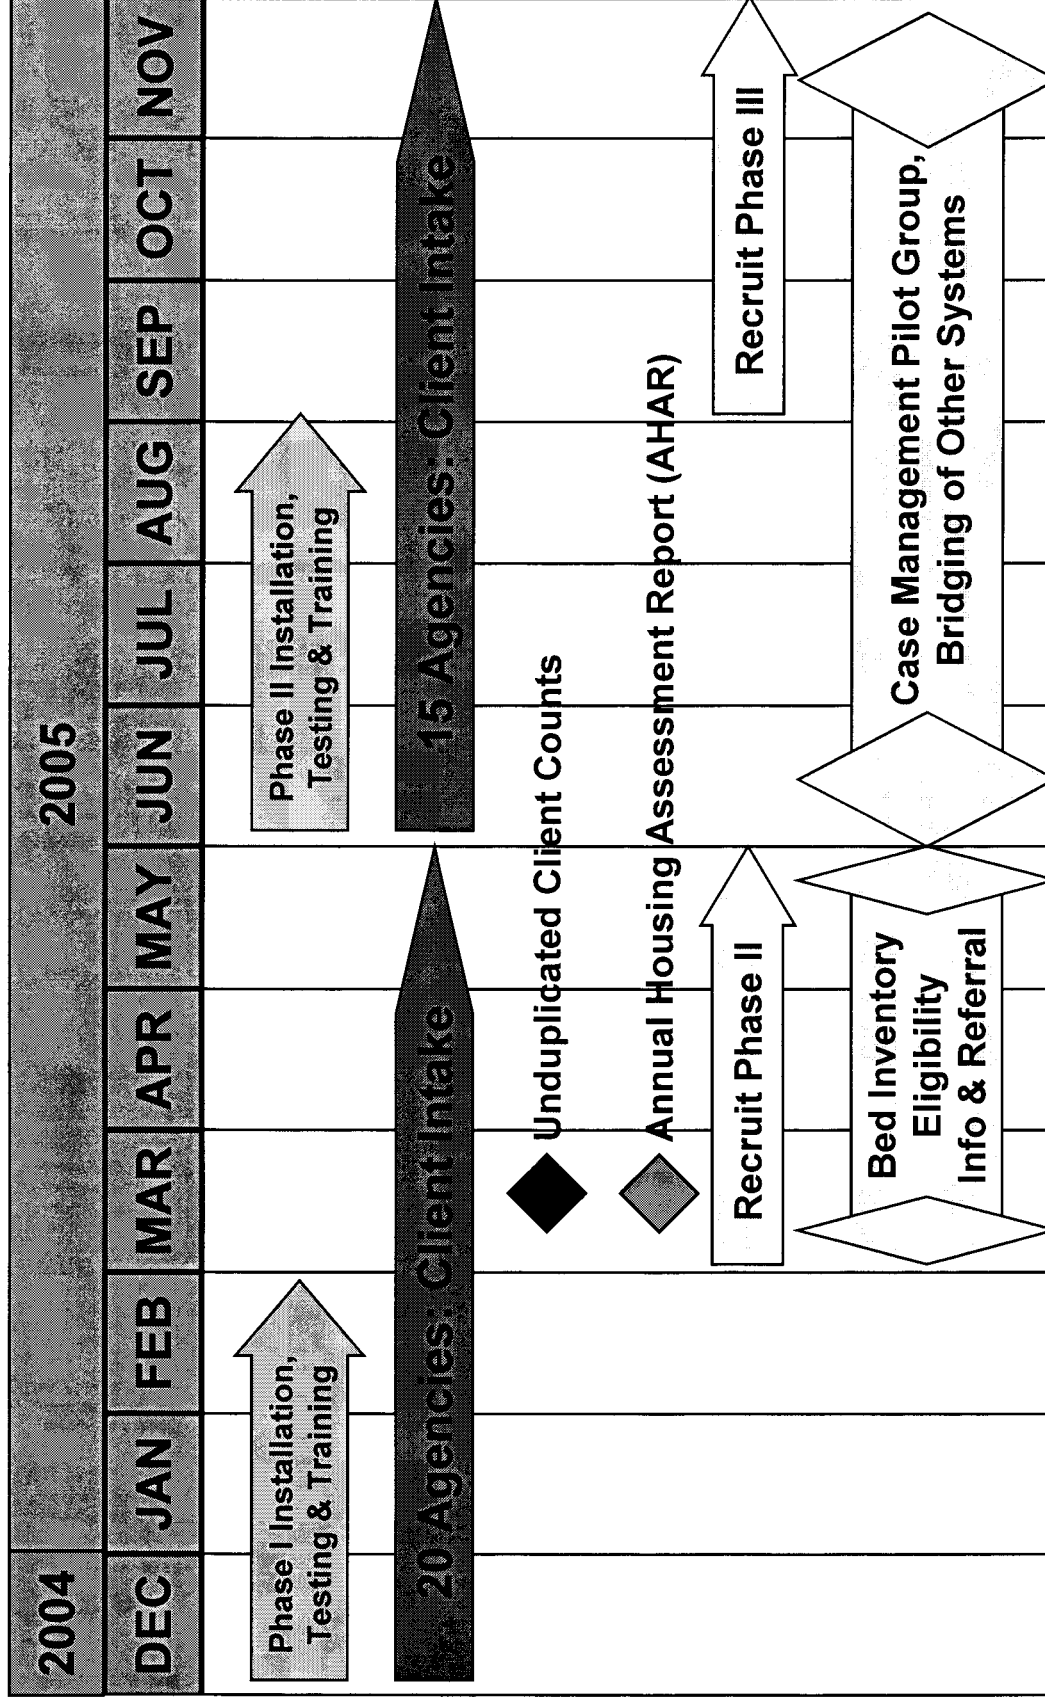 2004
2005
DEC
JAN
FEB
MAR
APR
MAY
JUN
JUL
AUG
SEP
OCT
NOV
Phase I Installation,
Testing & Training
Phase II Installation,
Testing & Training
20 Agencies: Client Intake
15 Agencies: Client Intake
Unduplicated Client Counts
Annual Housing Assessment Report (AHAR)
Recruit Phase II
Recruit Phase III
Bed Inventory
Eligibility
Info & Referral
Case Management Pilot Group,
Bridging of Other Systems